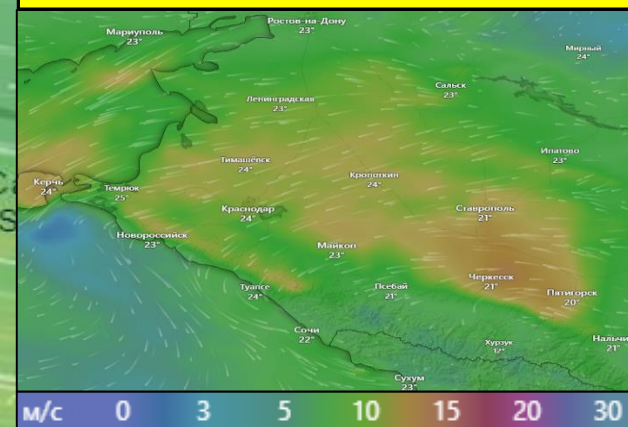 Ростов-на-Дону
23°
Мариуполь
23°
Мирный
24°
Сальск
23°
Ленинградская
23°
Тимашёвск
24°
Ипатово
23°
Кропоткин
24°
Керчь
24°
Темрюк
25°
Краснодар
24°
Ставрополь
21°
Новороссийск
23°
Майкоп
23°
Черкесск
21°
Туапсе
24°
Псебай
21°
Пятигорск
20°
Сочи
22°
Хурзук
12°
Нальчи
21°
Сухум
23°
м/с 0 3 5 10 15 20 30